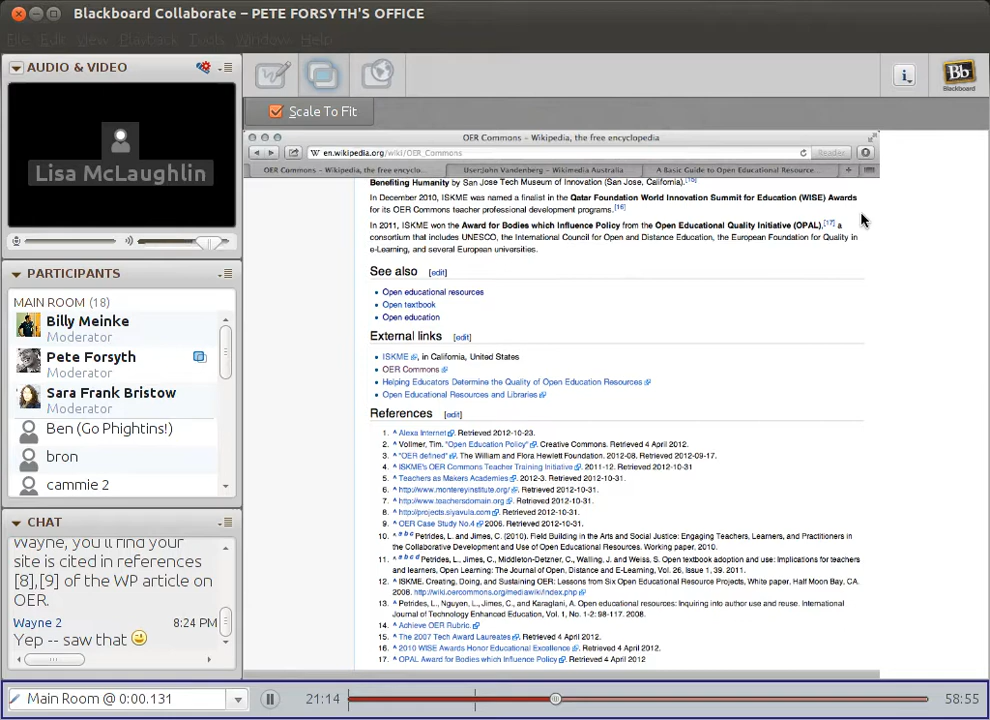 Blackboard Collaborate – PETE FORSYTH'S OFFICE
File Edit View Playback Tools Window Help
AUDIO & VIDEO
Lisa McLaughlin
PARTICIPANTS
MAIN ROOM (18)
Billy Meinke
Moderator
Pete Forsyth
Moderator
Sara Frank Bristow
Moderator
Ben (Go Phightins!)
bron
cammie 2
CHAT
Wayne, you'll find your
site is cited in references
[8],[9] of the WP article on
OER.
Wayne 2 8:24 PM
Yep -- saw that
Main Room @ 0:00.131
21:14
58:55
i
Bb
Blackboard
Scale To Fit
OER Commons – Wikipedia, the free encyclopedia
W en.wikipedia.org/wiki/OER_Commons
Reader
OER Commons – Wikipedia, the free encyclo...
User:John Vandenberg – Wikimedia Australia
A Basic Guide to Open Educational Resource...
Benefiting Humanity by San Jose Tech Museum of Innovation (San Jose, California).[15]
In December 2010, ISKME was named a finalist in the Qatar Foundation World Innovation Summit for Education (WISE) Awards
for its OER Commons teacher professional development programs.[16]
In 2011, ISKME won the Award for Bodies which Influence Policy from the Open Educational Quality Initiative (OPAL),[17] a
consortium that includes UNESCO, the International Council for Open and Distance Education, the European Foundation for Quality in
e-Learning, and several European universities.
See also [edit]
Open educational resources
Open textbook
Open education
External links [edit]
ISKME, in California, United States
OER Commons
Helping Educators Determine the Quality of Open Education Resources
Open Educational Resources and Libraries
References [edit]
1. ^ Alexa Internet. Retrieved 2012-10-23.
2. ^ Vollmer, Tim. "Open Education Policy". Creative Commons. Retrieved 4 April 2012.
3. ^ "OER defined". The William and Flora Hewlett Foundation. 2012-08. Retrieved 2012-09-17.
4. ^ ISKME's OER Commons Teacher Training Initiative. 2011-12. Retrieved 2012-10-31
5. ^ Teachers as Makers Academies. 2012-3. Retrieved 2012-10-31.
6. ^ http://www.montereyinstitute.org/. Retrieved 2012-10-31.
7. ^ http://www.teachersdomain.org. Retrieved 2012-10-31.
8. ^ http://projects.siyavula.com. Retrieved 2012-10-31.
9. ^ OER Case Study No.4 2006. Retrieved 2012-10-31.
10. ^ a b c Petrides, L. and Jimes, C. (2010). Field Building in the Arts and Social Justice: Engaging Teachers, Learners, and Practitioners in
the Collaborative Development and Use of Open Educational Resources. Working paper, 2010.
11. ^ a b c d Petrides, L., Jimes, C., Middleton-Detzner, C., Walling, J. and Weiss, S. Open textbook adoption and use: Implications for teachers
and learners, Open Learning: The Journal of Open, Distance and E-Learning, Vol. 26, Issue 1, 39. 2011.
12. ^ ISKME, Creating, Doing, and Sustaining OER: Lessons from Six Open Educational Resource Projects, White paper, Half Moon Bay, CA.
2008. http://wiki.oercommons.org/mediawiki/index.php
13. ^ Petrides, L., Nguyen, L., Jimes, C., and Karaglani, A. Open educational resources: Inquiring into author use and reuse. International
Journal of Technology Enhanced Education, Vol. 1, No. 1-2: 98-117. 2008.
14. ^ Achieve OER Rubric.
15. ^ The 2007 Tech Award Laureates. Retrieved 4 April 2012.
16. ^ 2010 WISE Awards Honor Educational Excellence. Retrieved 4 April 2012.
17. ^ OPAL Award for Bodies which Influence Policy. Retrieved 4 April 2012